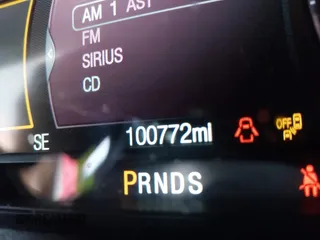 AM 1 AST
FM
SIRIUS
CD
SE
100772mi
OFF
PRNDS